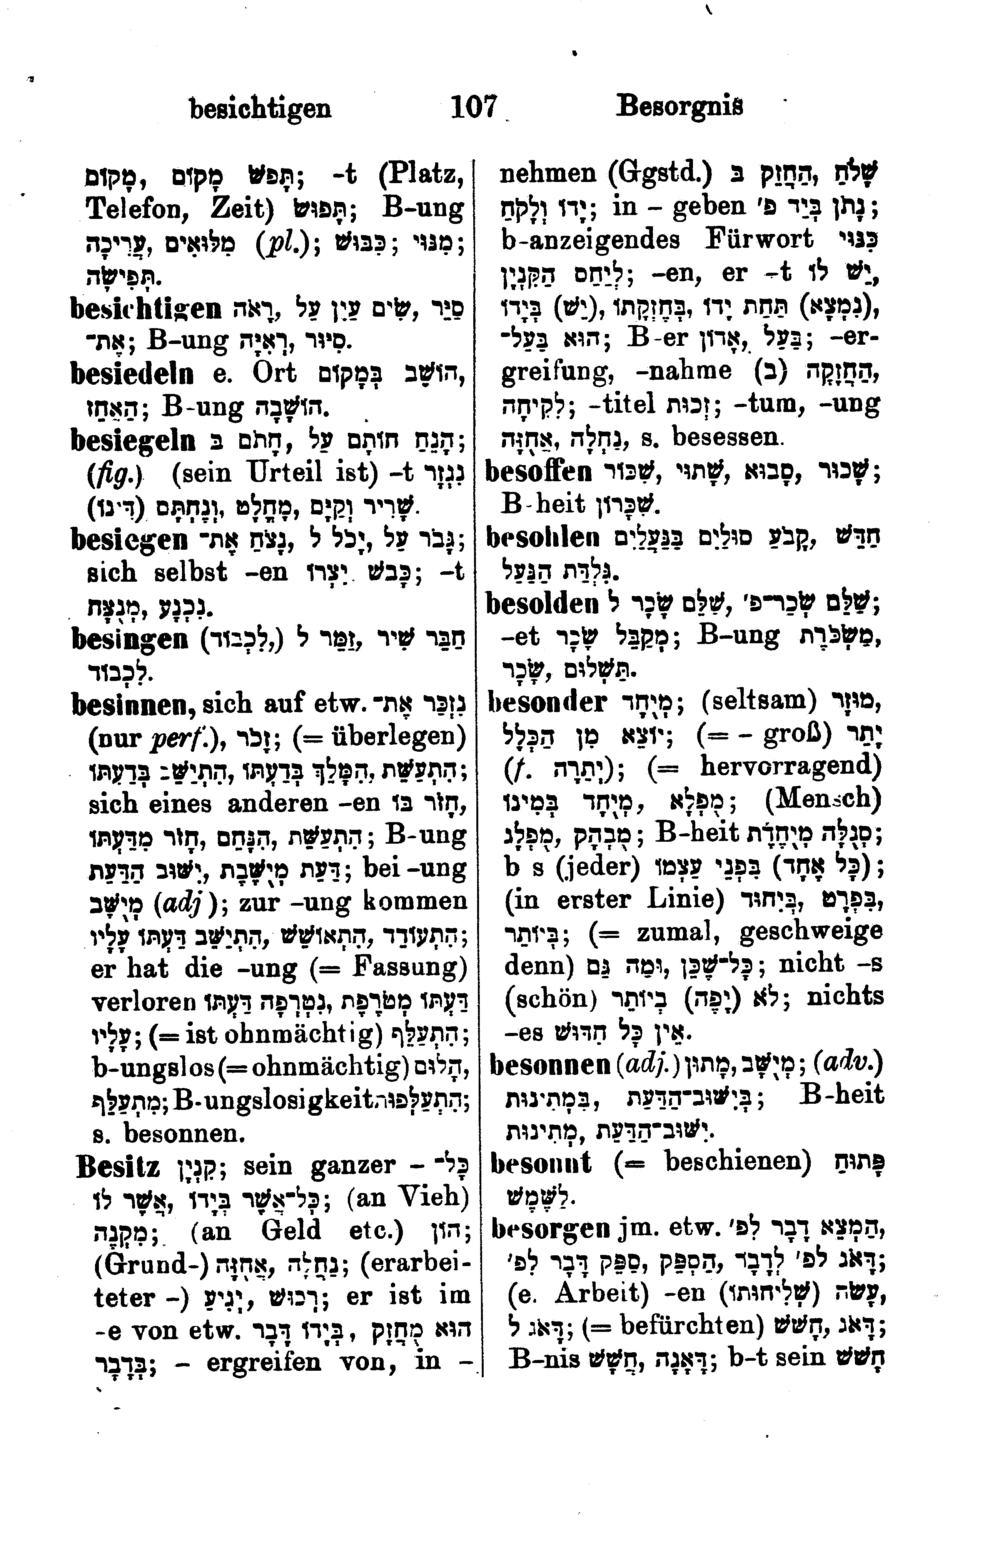 besichtigen 107 Besorgnis
תָּפֹשׂ מָקוֹם, מָקוֹם; -t (Platz,
Telefon, Zeit) תָּפוּשׂ; B-ung
מִלּוּאִים, עֲרִיכָה (pl.); כִּבּוּשׁ; מִנּוּי;
תְּפִישָׂה.
besichtigen סַיֵּר, שִׂים עַיִן עַל, רָאֹה
אֶת־; B-ung סִיּוּר, רְאִיָּה.
besiedeln e. Ort הוֹשֵׁב בְּמָקוֹם,
הֵאָחֵז; B-ung הוֹשָׁבָה.
besiegeln הַנַּח חוֹתָם עַל, חָתֹם בּ;
(fig.) (sein Urteil ist) -t נִגְזַר
(דִּינוֹ) שָׁרִיר וְקַיָּם, מָחְלָט, וְנֶחְתַּם.
besiegen גָּבֹר עַל, יָכֹל ל, נַצֵּחַ אֶת־;
sich selbst -en כָּבֹשׁ יִצְרוֹ; -t
נִכְנָע, מְנֻצָּח.
besingen חַבֵּר שִׁיר, זַמֵּר ל (לִכְבוֹד,)
לִכְבוֹד.
besinnen, sich auf etw. נִזְכַּר אֶת־
(nur perf.), זָכֹר; (= überlegen)
הִתְעַשֵּׁת, הִמָּלֵךְ בְּדַעְתּוֹ, הִתְיַשֵּׁב בְּדַעְתּוֹ;
sich eines anderen -en חָזֹר בּוֹ,
חָזֹר מִדַּעְתּוֹ, הִנָּחֵם, הִתְעַשֵּׁת; B-ung
דַּעַת מְיֻשֶּׁבֶת, יִשּׁוּב הַדַּעַת; bei -ung
מְיֻשָּׁב (adj); zur -ung kommen
הִתְעוֹרֵר, הִתְאוֹשֵׁשׁ, הִתְיַשֵּׁב דַּעְתּוֹ עָלָיו;
er hat die -ung (= Fassung)
verloren דַּעְתּוֹ מְטֹרֶפֶת, נִטְרְפָה דַּעְתּוֹ
עָלָיו; (= ist ohnmächtig) הִתְעַלֵּף;
b-ungslos (= ohnmächtig) הָלוּם,
מִתְעַלֵּף; B-ungslosigkeit הִתְעַלְּפוּת;
s. besonnen.
Besitz קִנְיָן; sein ganzer – כָּל־
כָּל־אֲשֶׁר בְּיָדוֹ, אֲשֶׁר לוֹ; (an Vieh)
מִקְנֶה; (an Geld etc.) הוֹן;
(Grund-) נַחֲלָה, אֲחֻזָּה; (erarbei-
teter -) רְכוּשׁ, יְגִיעַ; er ist im
-e von etw. הוּא מֻחְזָק, בְּיָדוֹ דָּבָר
בְּדָבָר; – ergreifen von, in –
nehmen (Ggstd.) שָׁלֹחַ, הַחֲזֵק בּ
יָדוֹ וְלָקֹחַ; in – geben נָתֹן בְּיַד פ׳;
b-anzeigendes Fürwort כִּנּוּי
לְיַחֵס הַקִּנְיָן; -en, er -t יֵשׁ לוֹ,
(נִמְצָא) תַּחַת יָדוֹ, בְּחֶזְקָתוֹ, (יֵשׁ) בְּיָדוֹ,
הוּא בַּעַל־; B-er בַּעַל, אָדוֹן; -er-
greifung, -nahme הַחֲזָקָה (ב),
לְקִיחָה; -titel זְכוּת; -tum, -ung
נַחֲלָה, אֲחֻזָּה, s. besessen.
besoffen שָׁכוּר, סָבוּא, שָׁתוּי, שִׁכּוֹר;
B-heit שִׁכָּרוֹן.
besohlen חַדֵּשׁ, קָבֹעַ סוּלְיַם בַּנְּעָלִים
גִּלְדַּת הַנַּעַל.
besolden שַׁלֵּם שְׂכַר־פ׳, שַׁלֵּם שָׂכָר ל;
-et מְקַבֵּל שָׂכָר; B-ung מַשְׂכֹּרֶת,
תַּשְׁלוּם, שָׂכָר.
besonder מְיֻחָד; (seltsam) מוּזָר,
יוֹצֵא מִן הַכְּלָל; (= – groß) יָתֵר
(f. יְתֵרָה); (= hervorragend)
מֻפְלָא, מְיֻחָד בְּמִינוֹ; (Mensch)
מֻבְהָק, מֻפְלָג; B-heit סְגֻלָּה מְיֻחֶדֶת;
b s (jeder) (כָּל אֶחָד) בִּפְנֵי עַצְמוֹ;
(in erster Linie) בִּפְרָט, בְּיִחוּד,
בְּיוֹתֵר; (= zumal, geschweige
denn) כָּל־שֶׁכֵּן, וּמַה גַּם; nicht -s
(schön) לֹא (יָפֶה) בְּיוֹתֵר; nichts
-es אֵין כָּל חִדּוּשׁ.
besonnen (adj.) מְיֻשָּׁב, מָתוּן; (adv.)
בְּיִשּׁוּב־הַדַּעַת, בִּמְתִינוּת; B-heit
יִשּׁוּב־הַדַּעַת, מְתִינוּת.
besonnt (= beschienen) פָּתוּחַ
לַשֶּׁמֶשׁ.
besorgen jm. etw. הַמְצֵא דָבָר לְפ׳,
דָּאֹג לפ׳ לְדָבָר, הַסְפֵּק, סַפֵּק דָּבָר לְפ׳;
(e. Arbeit) -en עָשֹׂה (שְׁלִיחוּתוֹ),
דָּאֹג ל; (= befürchten) חָשֹׁשׁ, דָּאֹג;
B-nis דְּאָגָה, חֲשָׁשׁ; b-t sein חָשֹׁשׁ